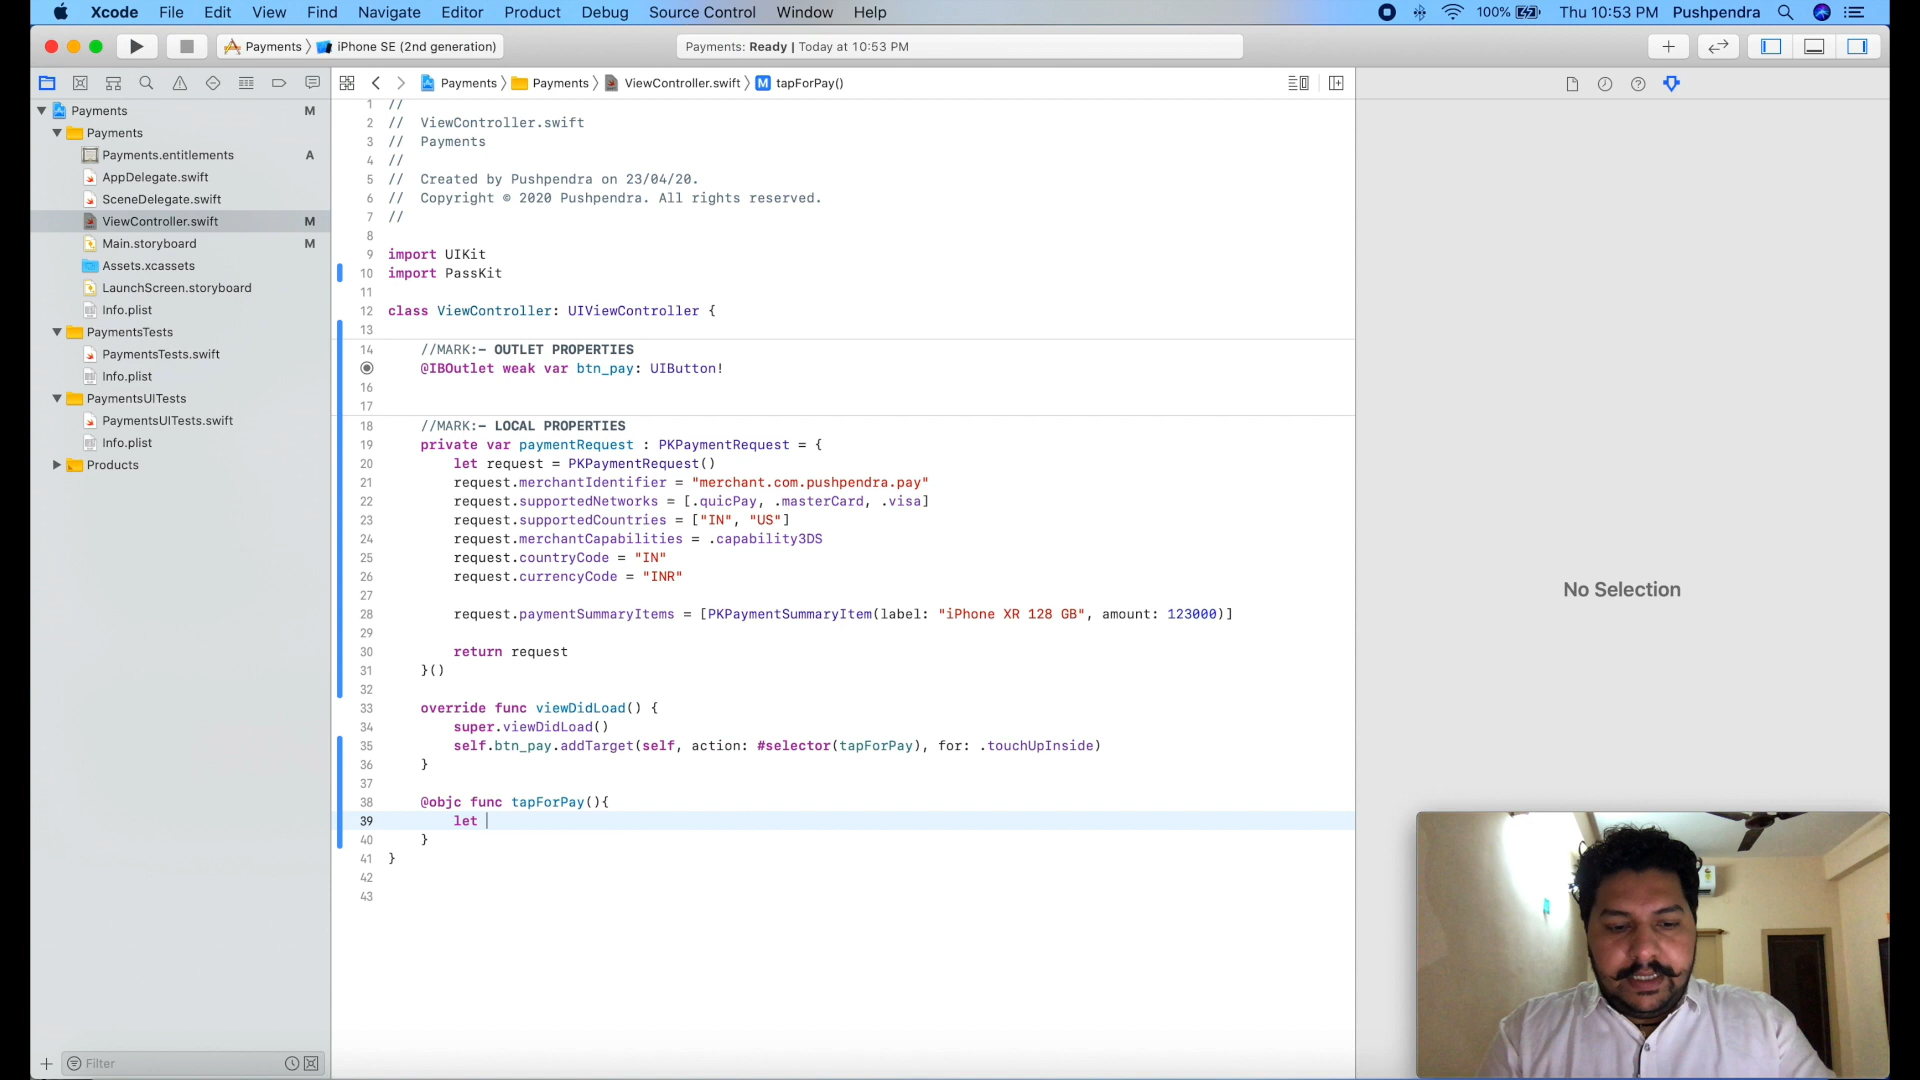 Xcode File Edit View Find Navigate Editor Product Debug Source Control Window Help 100% Thu 10:53 PM Pushpendra
Payments iPhone SE (2nd generation) Payments: Ready | Today at 10:53 PM
Payments Payments ViewController.swift M tapForPay()
Payments M
Payments
Payments.entitlements A
AppDelegate.swift
SceneDelegate.swift
ViewController.swift M
Main.storyboard M
Assets.xcassets
LaunchScreen.storyboard
Info.plist
PaymentsTests
PaymentsTests.swift
Info.plist
PaymentsUITests
PaymentsUITests.swift
Info.plist
Products
Filter
1 //
2 // ViewController.swift
3 // Payments
4 //
5 // Created by Pushpendra on 23/04/20.
6 // Copyright © 2020 Pushpendra. All rights reserved.
7 //
8
9 import UIKit
10 import PassKit
11
12 class ViewController: UIViewController {
13
14 //MARK:- OUTLET PROPERTIES
@IBOutlet weak var btn_pay: UIButton!
16
17
18 //MARK:- LOCAL PROPERTIES
19 private var paymentRequest : PKPaymentRequest = {
20 let request = PKPaymentRequest()
21 request.merchantIdentifier = "merchant.com.pushpendra.pay"
22 request.supportedNetworks = [.quicPay, .masterCard, .visa]
23 request.supportedCountries = ["IN", "US"]
24 request.merchantCapabilities = .capability3DS
25 request.countryCode = "IN"
26 request.currencyCode = "INR"
27
28 request.paymentSummaryItems = [PKPaymentSummaryItem(label: "iPhone XR 128 GB", amount: 123000)]
29
30 return request
31 }()
32
33 override func viewDidLoad() {
34 super.viewDidLoad()
35 self.btn_pay.addTarget(self, action: #selector(tapForPay), for: .touchUpInside)
36 }
37
38 @objc func tapForPay(){
39 let
40 }
41 }
42
43
No Selection